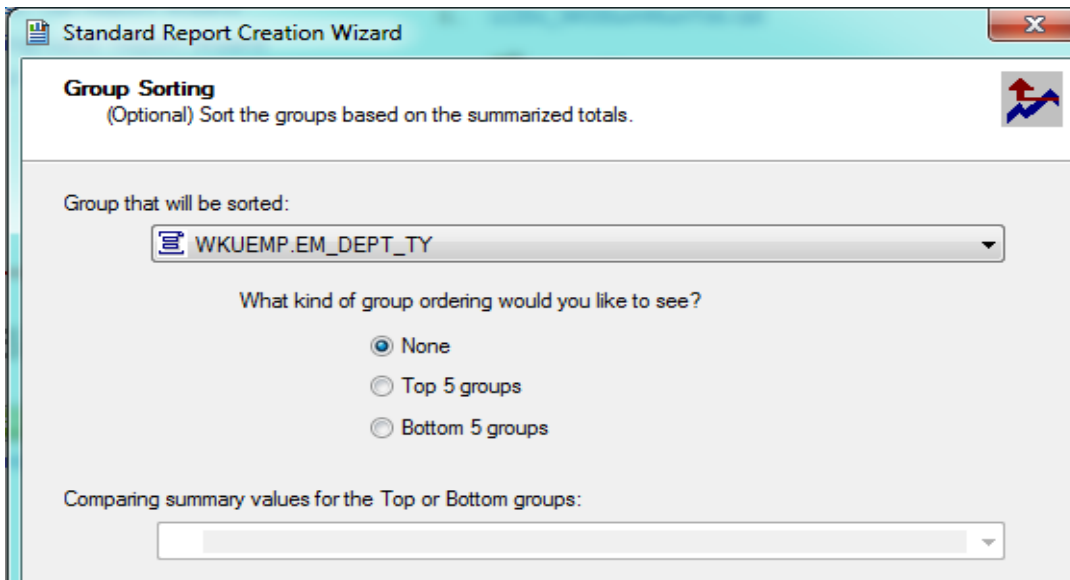 Standard Report Creation Wizard
Group Sorting
(Optional) Sort the groups based on the summarized totals.
Group that will be sorted:
WKUEMP.EM_DEPT_TY
What kind of group ordering would you like to see?
None
Top 5 groups
Bottom 5 groups
Comparing summary values for the Top or Bottom groups: